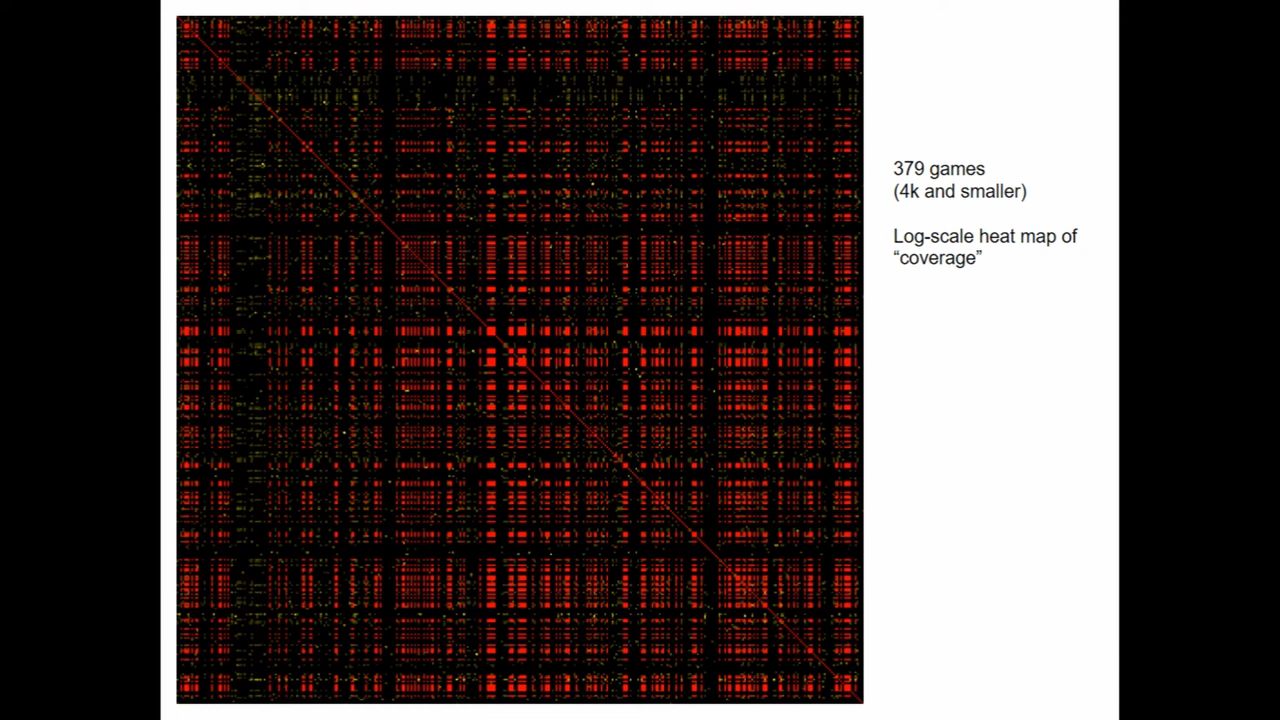 379 games
(4k and smaller)
Log-scale heat map of
“coverage”